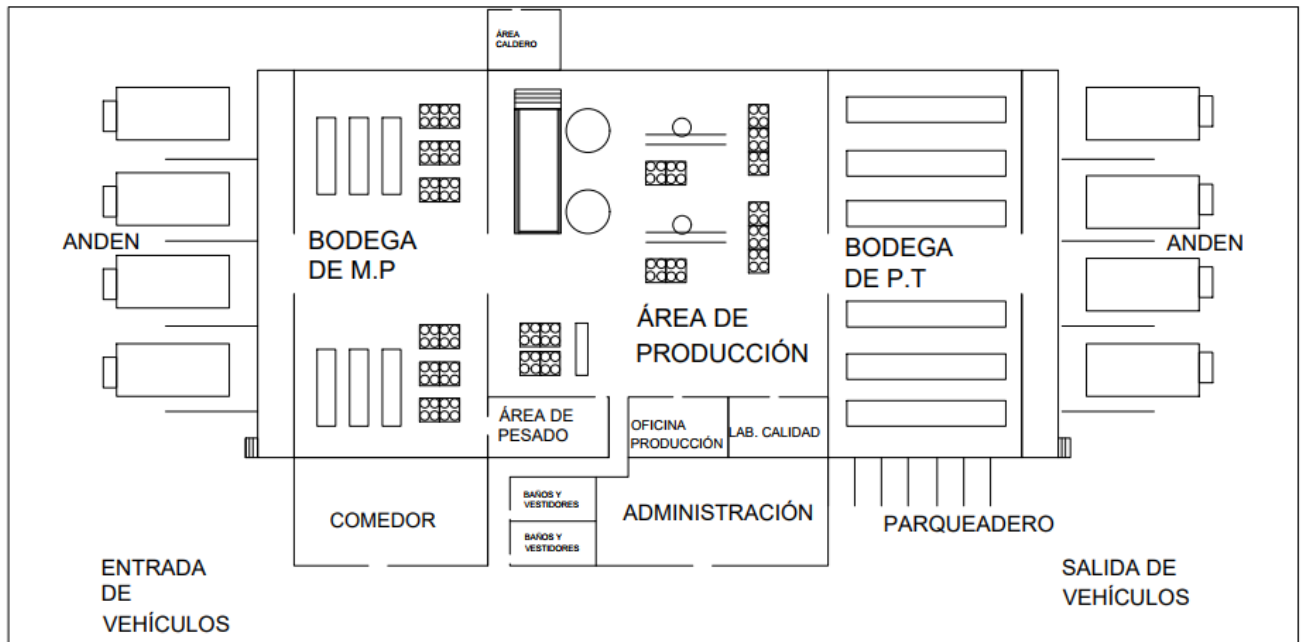 ÁREA
CALDERO
ANDEN
BODEGA
DE M.P
BODEGA
DE P.T
ANDEN
ÁREA DE
PRODUCCIÓN
ÁREA DE
PESADO
OFICINA
PRODUCCIÓN
LAB. CALIDAD
COMEDOR
BAÑOS Y
VESTIDORES
BAÑOS Y
VESTIDORES
ADMINISTRACIÓN
PARQUEADERO
ENTRADA
DE
VEHÍCULOS
SALIDA DE
VEHÍCULOS